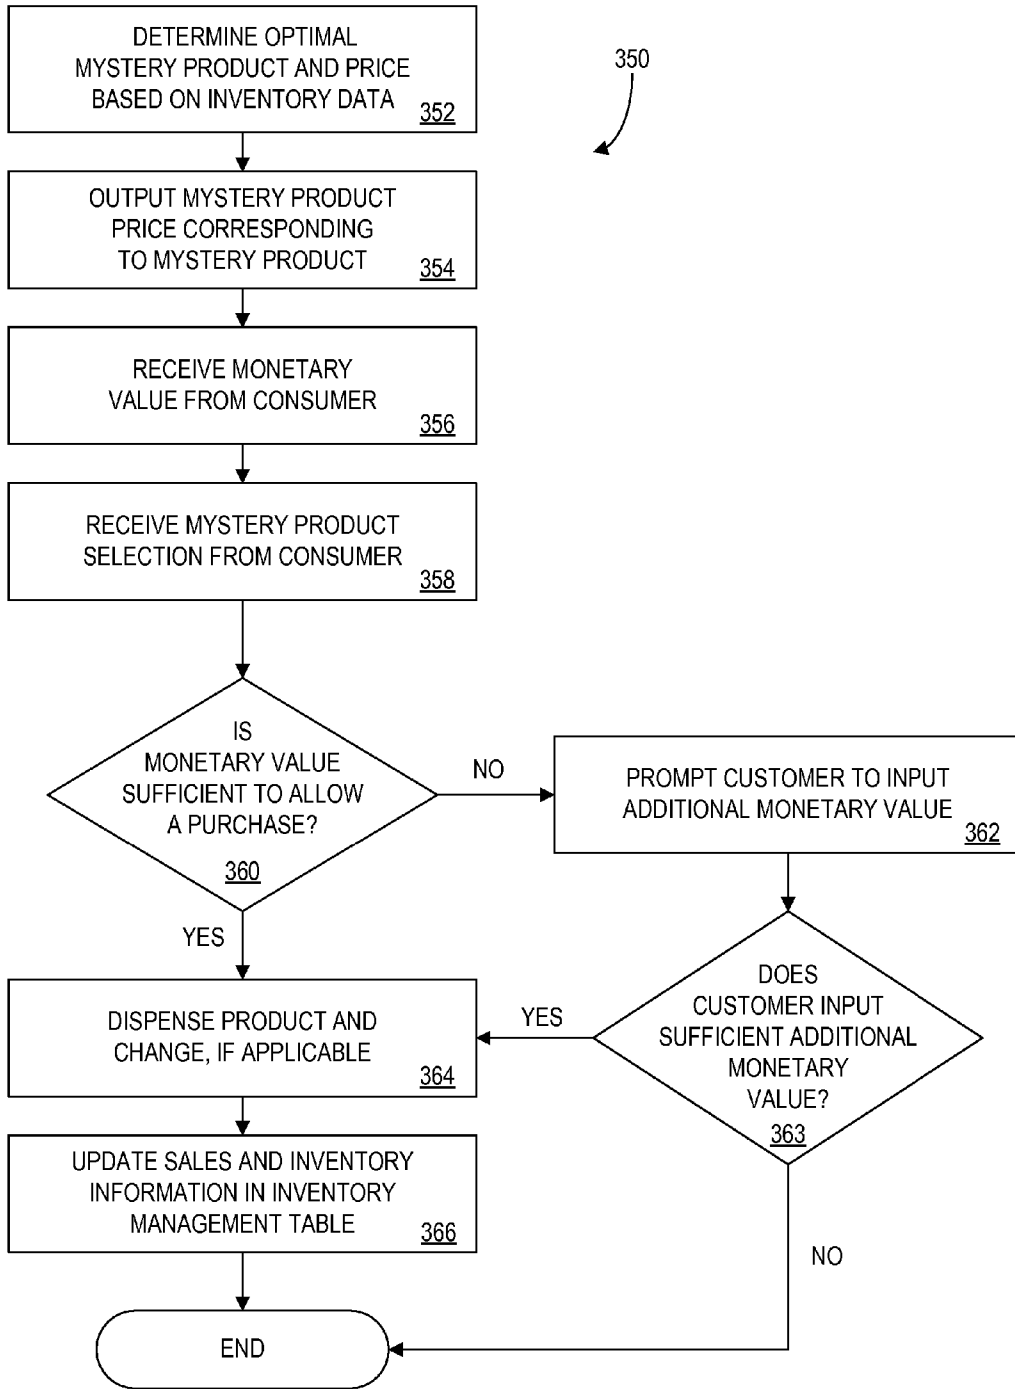 DETERMINE OPTIMAL
MYSTERY PRODUCT AND PRICE
BASED ON INVENTORY DATA
352
350
OUTPUT MYSTERY PRODUCT
PRICE CORRESPONDING
TO MYSTERY PRODUCT
354
RECEIVE MONETARY
VALUE FROM CONSUMER
356
RECEIVE MYSTERY PRODUCT
SELECTION FROM CONSUMER
358
IS
MONETARY VALUE
SUFFICIENT TO ALLOW
A PURCHASE?
360
NO
PROMPT CUSTOMER TO INPUT
ADDITIONAL MONETARY VALUE
362
YES
DOES
CUSTOMER INPUT
SUFFICIENT ADDITIONAL
MONETARY
VALUE?
363
YES
DISPENSE PRODUCT AND
CHANGE, IF APPLICABLE
364
UPDATE SALES AND INVENTORY
INFORMATION IN INVENTORY
MANAGEMENT TABLE
366
NO
END